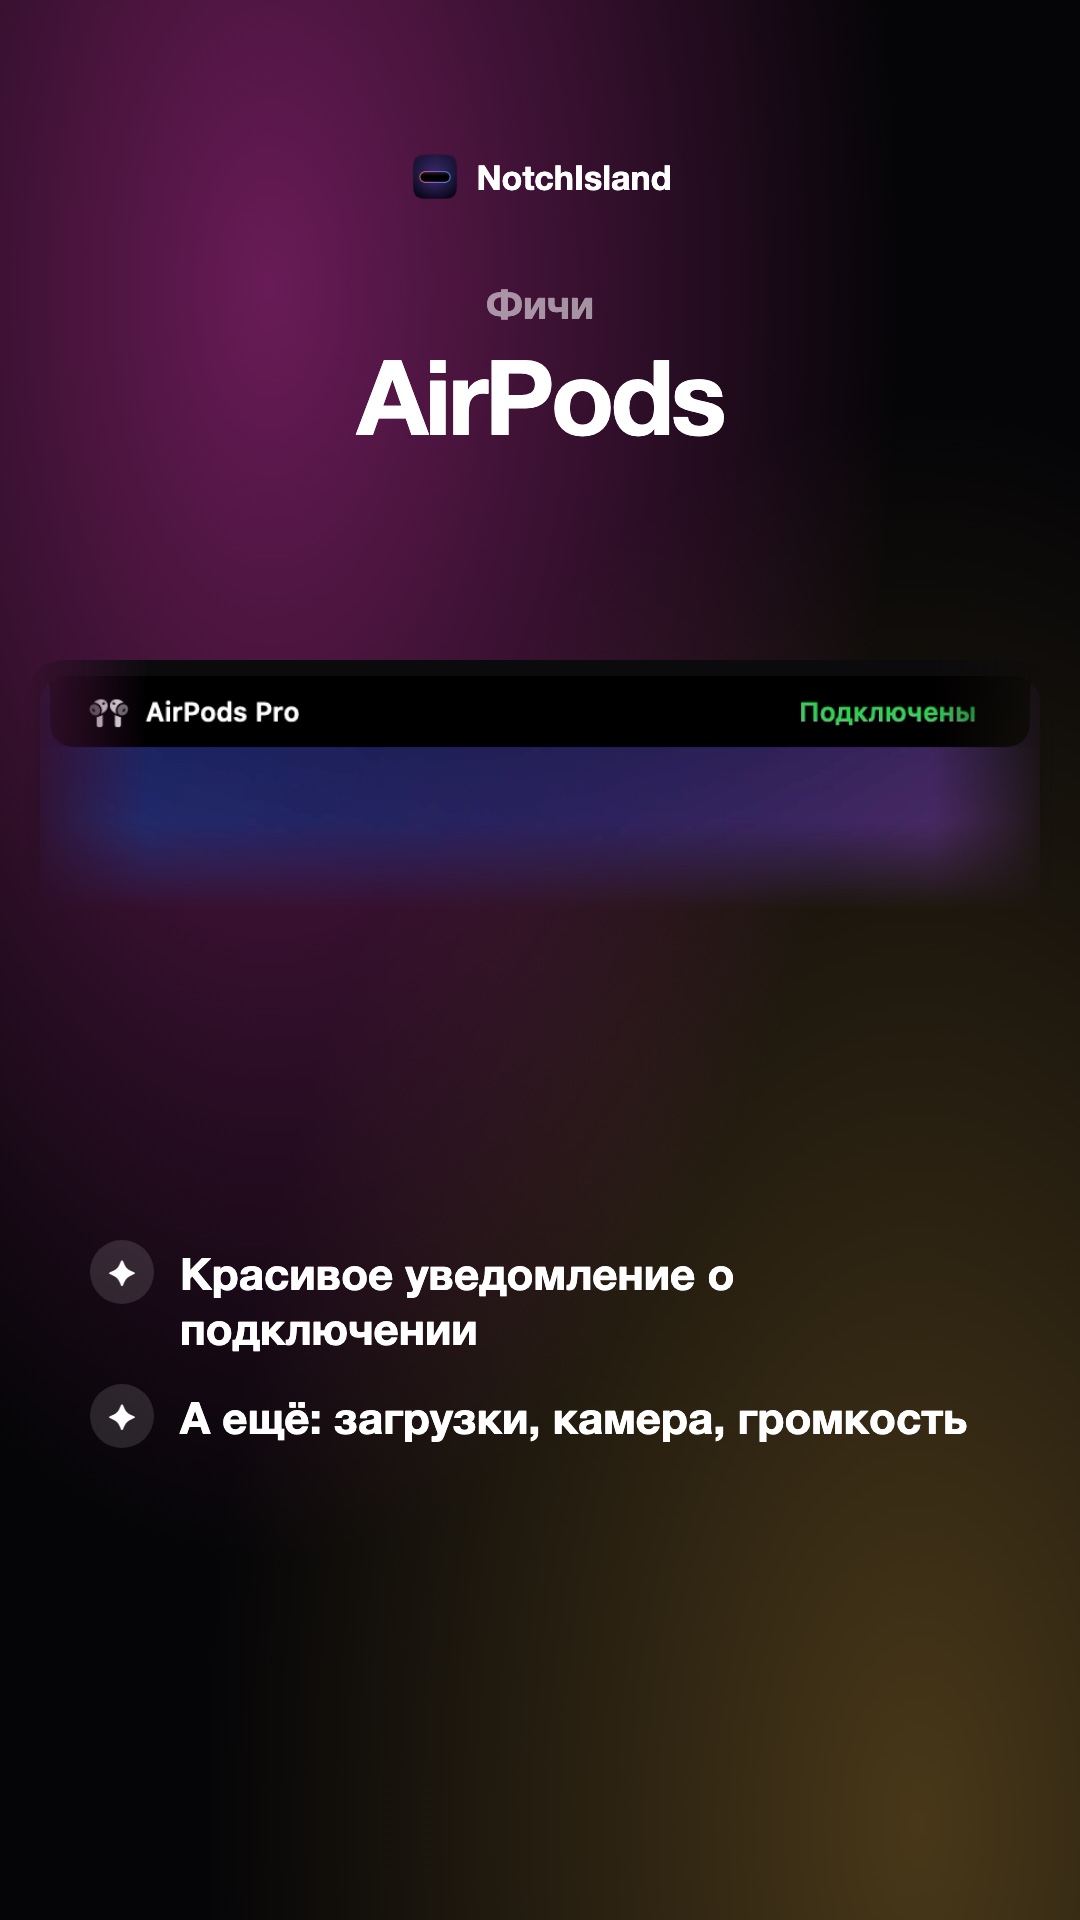 NotchIsland
Фичи
AirPods
AirPods Pro
Подключены
Красивое уведомление о
подключении
А ещё: загрузки, камера, громкость